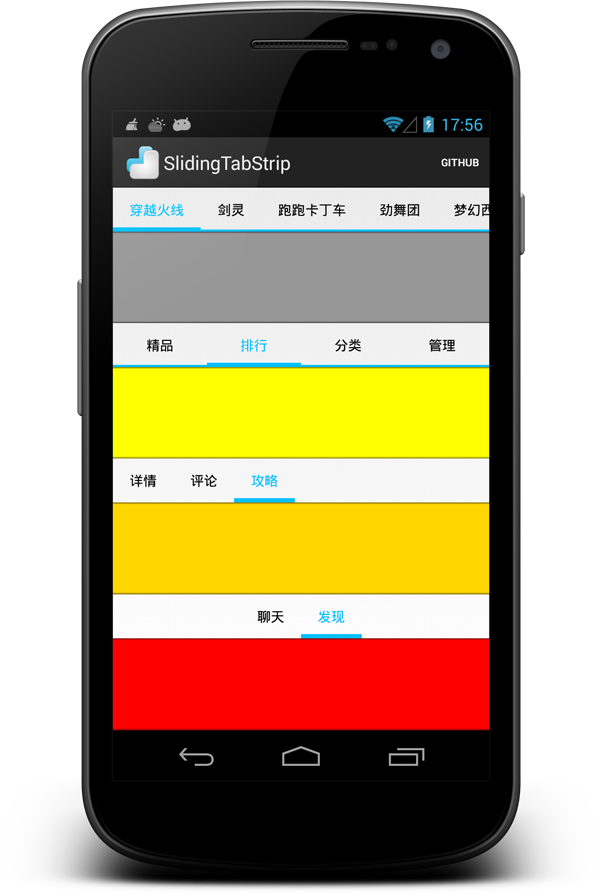 17:56
SlidingTabStrip GITHUB
穿越火线 剑灵 跑跑卡丁车 劲舞团 梦幻西
精品 排行 分类 管理
详情 评论 攻略
聊天 发现